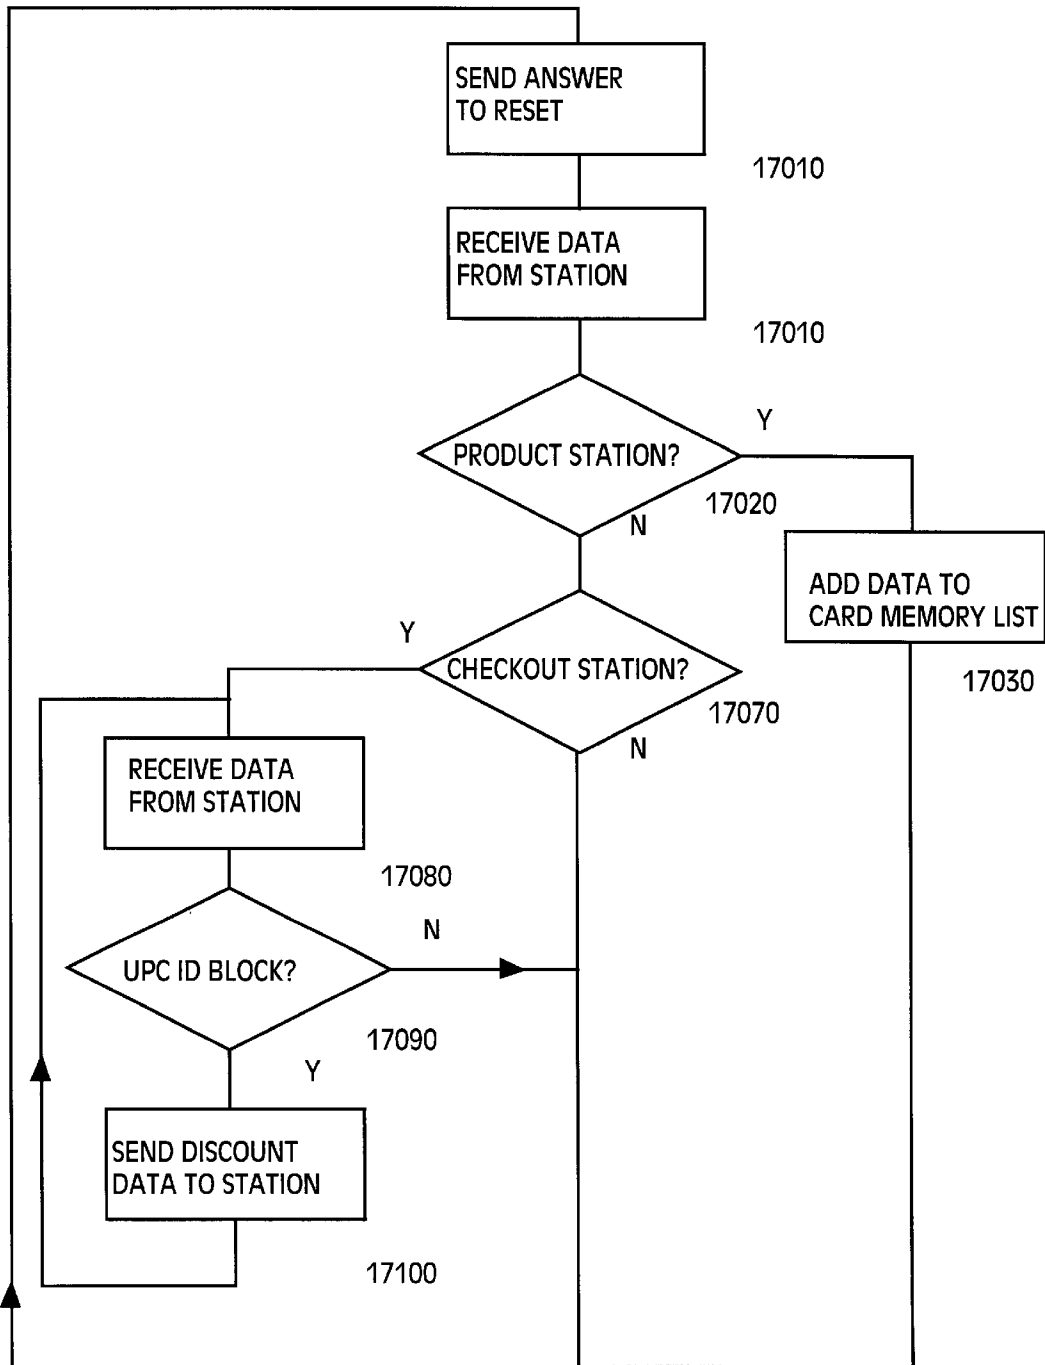 SEND ANSWER
TO RESET
17010
RECEIVE DATA
FROM STATION
17010
Y
PRODUCT STATION?
17020
N
ADD DATA TO
CARD MEMORY LIST
17030
Y
CHECKOUT STATION?
17070
N
RECEIVE DATA
FROM STATION
17080
N
UPC ID BLOCK?
17090
Y
SEND DISCOUNT
DATA TO STATION
17100